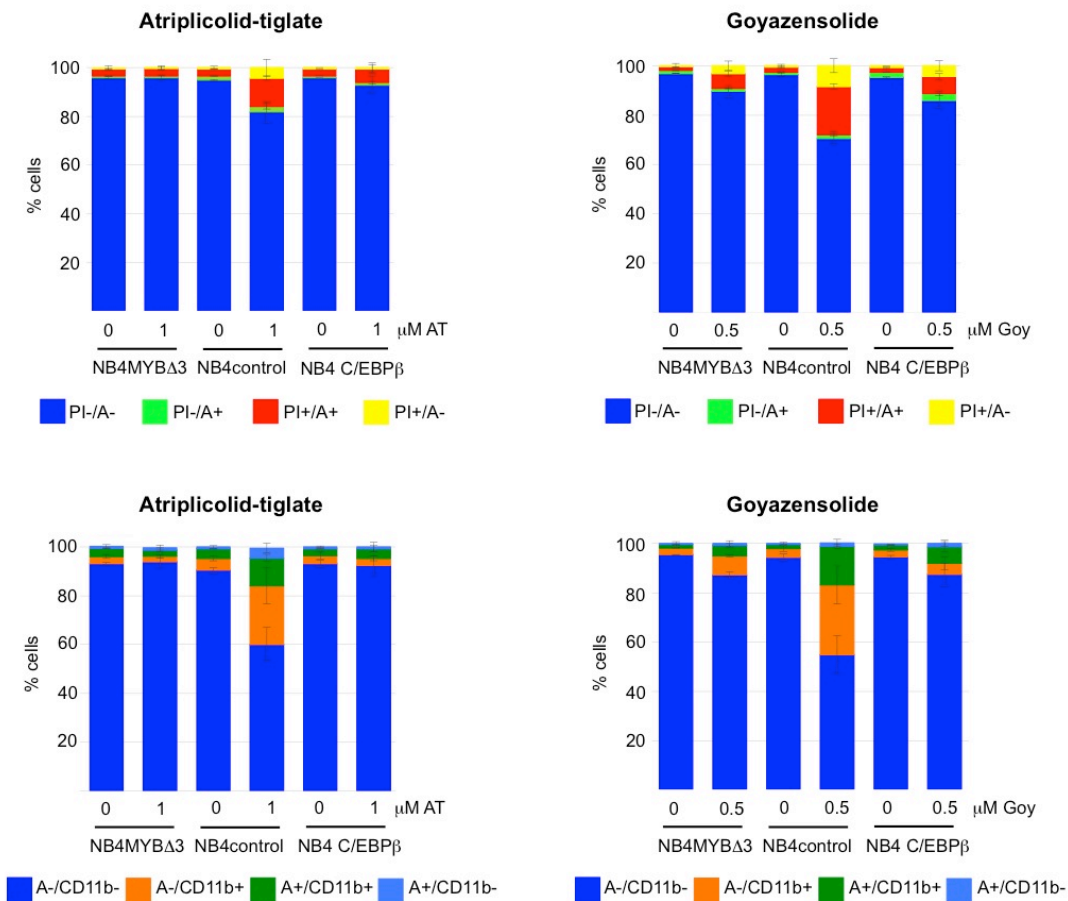 Atriplicolid-tiglate
100
80
60
40
20
% cells
0 1 0 1 0 1 μM AT
NB4MYBΔ3 NB4control NB4 C/EBPβ
PI-/A- PI-/A+ PI+/A+ PI+/A-
Goyazensolide
100
80
60
40
20
% cells
0 0.5 0 0.5 0 0.5 μM Goy
NB4MYBΔ3 NB4control NB4 C/EBPβ
PI-/A- PI-/A+ PI+/A+ PI+/A-
Atriplicolid-tiglate
100
80
60
40
20
% cells
0 1 0 1 0 1 μM AT
NB4MYBΔ3 NB4control NB4 C/EBPβ
A-/CD11b- A-/CD11b+ A+/CD11b+ A+/CD11b-
Goyazensolide
100
80
60
40
20
% cells
0 0.5 0 0.5 0 0.5 μM Goy
NB4MYBΔ3 NB4control NB4 C/EBPβ
A-/CD11b- A-/CD11b+ A+/CD11b+ A+/CD11b-